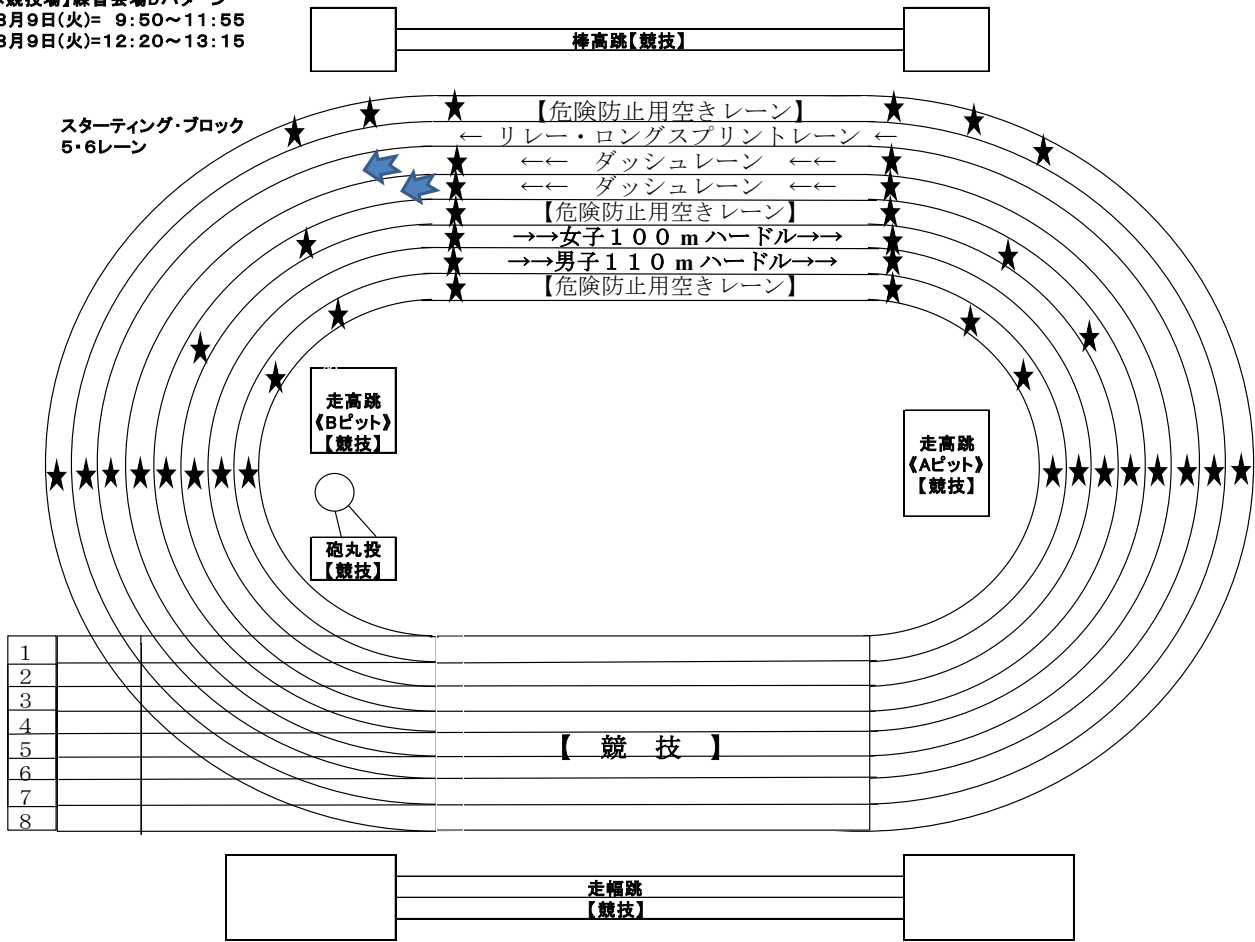 競技場】練習会場Dパターン
8月9日(火)= 9:50～11:55
8月9日(火)=12:20～13:15
棒高跳【競技】
スターティング・ブロック
5・6レーン
【危険防止用空きレーン】
← リレー・ロングスプリントレーン ←
←← ダッシュレーン ←←
←← ダッシュレーン ←←
【危険防止用空きレーン】
→→女子１００ｍハードル→→
→→男子１１０ｍハードル→→
【危険防止用空きレーン】
走高跳
《Bピット》
【競技】
走高跳
《Aピット》
【競技】
砲丸投
【競技】
1
2
3
4
5
6
7
8
【 競 技 】
走幅跳
【競技】